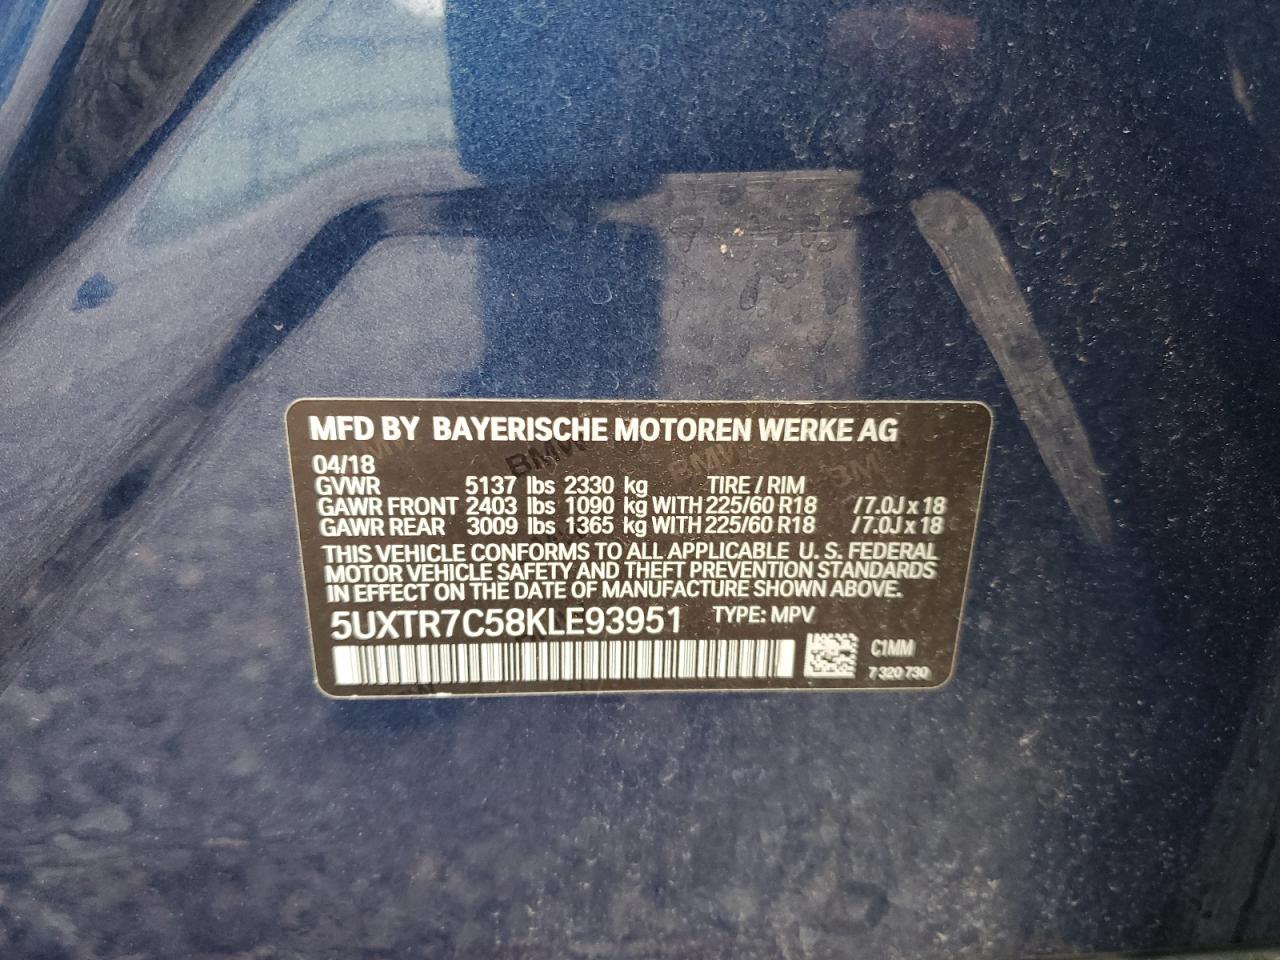 MFD BY BAYERISCHE MOTOREN WERKE AG
04/18
GVWR 5137 lbs 2330 kg TIRE / RIM
GAWR FRONT 2403 lbs 1090 kg WITH 225/60 R18 /7.0J x 18
GAWR REAR 3009 lbs 1365 kg WITH 225/60 R18 /7.0J x 18
THIS VEHICLE CONFORMS TO ALL APPLICABLE U. S. FEDERAL
MOTOR VEHICLE SAFETY AND THEFT PREVENTION STANDARDS
IN EFFECT ON THE DATE OF MANUFACTURE SHOWN ABOVE.
5UXTR7C58KLE93951 TYPE: MPV
C1MM
7 320 730